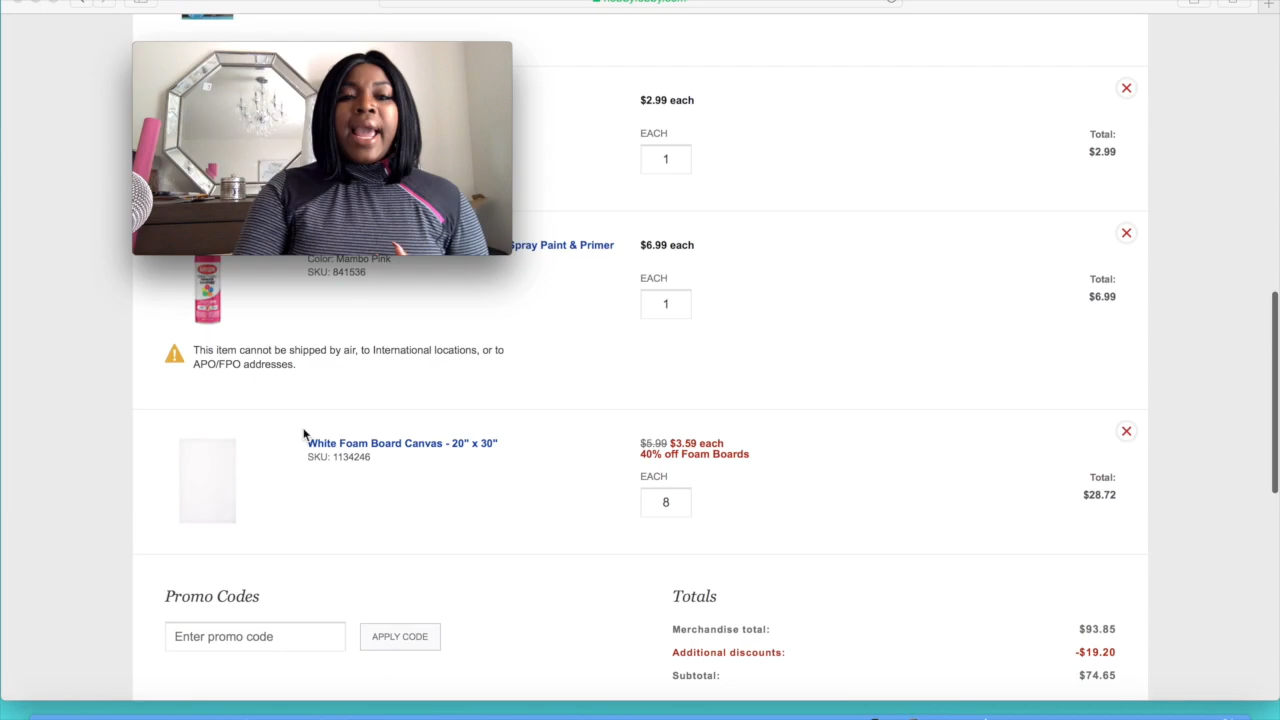 $2.99 each
EACH
1
Total:
$2.99
Spray Paint & Primer
Color: Mambo Pink
SKU: 841536
$6.99 each
EACH
1
Total:
$6.99
This item cannot be shipped by air, to International locations, or to
APO/FPO addresses.
White Foam Board Canvas - 20" x 30"
SKU: 1134246
$5.99 $3.59 each
40% off Foam Boards
EACH
8
Total:
$28.72
Promo Codes
Enter promo code
APPLY CODE
Totals
Merchandise total:
$93.85
Additional discounts:
-$19.20
Subtotal:
$74.65